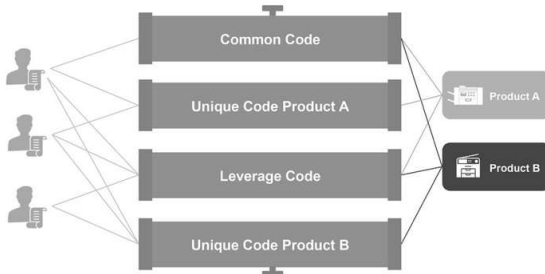 Common Code
Unique Code Product A
Product A
Leverage Code
Product B
Unique Code Product B